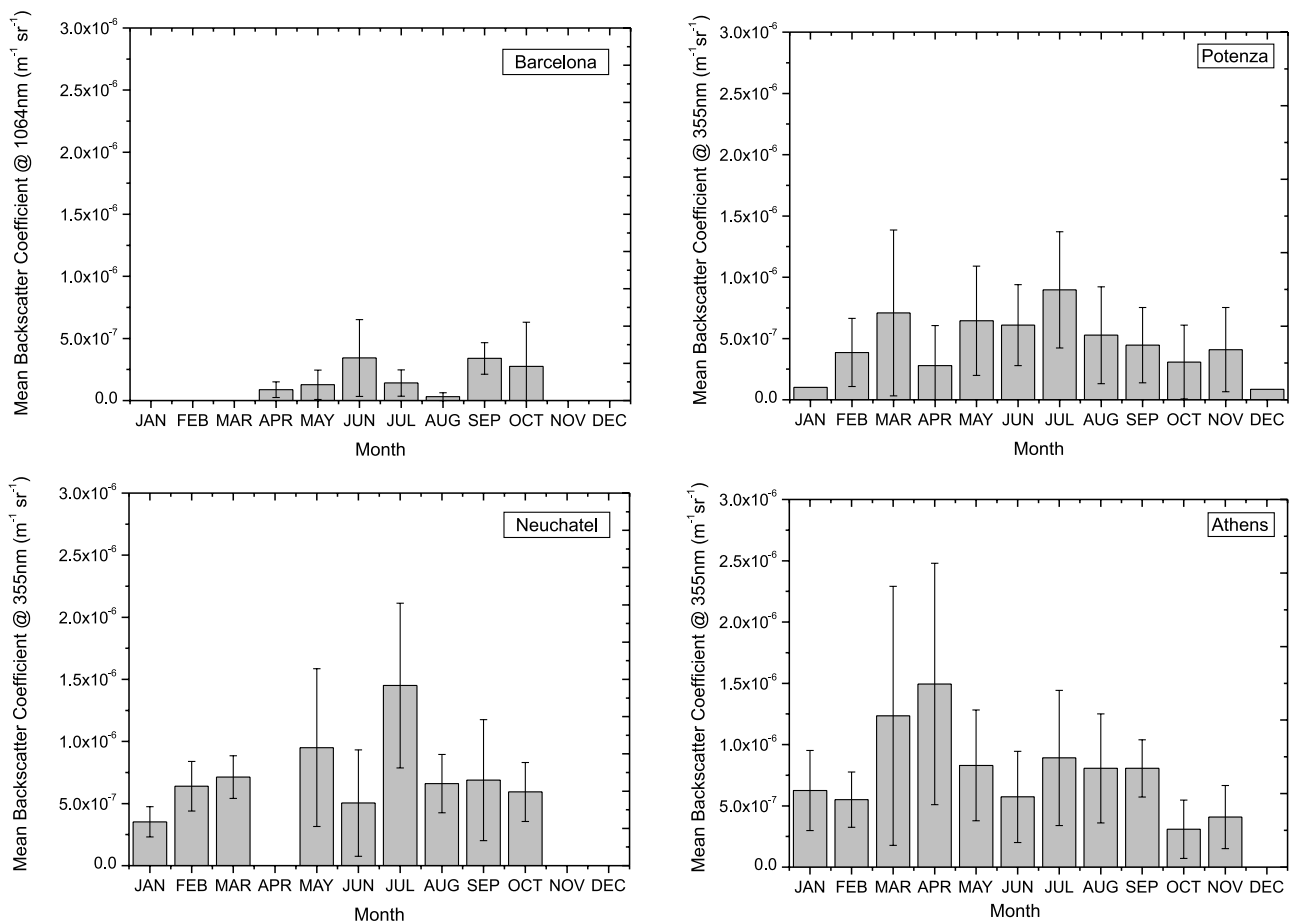 Barcelona
Mean Backscatter Coefficient @ 1064nm (m⁻¹ sr⁻¹)
3.0x10⁻⁶
2.5x10⁻⁶
2.0x10⁻⁶
1.5x10⁻⁶
1.0x10⁻⁶
5.0x10⁻⁷
0.0
JAN FEB MAR APR MAY JUN JUL AUG SEP OCT NOV DEC
Month
Potenza
Mean Backscatter Coefficient @ 355nm (m⁻¹ sr⁻¹)
3.0x10⁻⁶
2.5x10⁻⁶
2.0x10⁻⁶
1.5x10⁻⁶
1.0x10⁻⁶
5.0x10⁻⁷
0.0
JAN FEB MAR APR MAY JUN JUL AUG SEP OCT NOV DEC
Month
Neuchatel
Mean Backscatter Coefficient @ 355nm (m⁻¹ sr⁻¹)
3.0x10⁻⁶
2.5x10⁻⁶
2.0x10⁻⁶
1.5x10⁻⁶
1.0x10⁻⁶
5.0x10⁻⁷
0.0
JAN FEB MAR APR MAY JUN JUL AUG SEP OCT NOV DEC
Month
Athens
Mean Backscatter Coefficient @ 355nm (m⁻¹ sr⁻¹)
3.0x10⁻⁶
2.5x10⁻⁶
2.0x10⁻⁶
1.5x10⁻⁶
1.0x10⁻⁶
5.0x10⁻⁷
0.0
JAN FEB MAR APR MAY JUN JUL AUG SEP OCT NOV DEC
Month